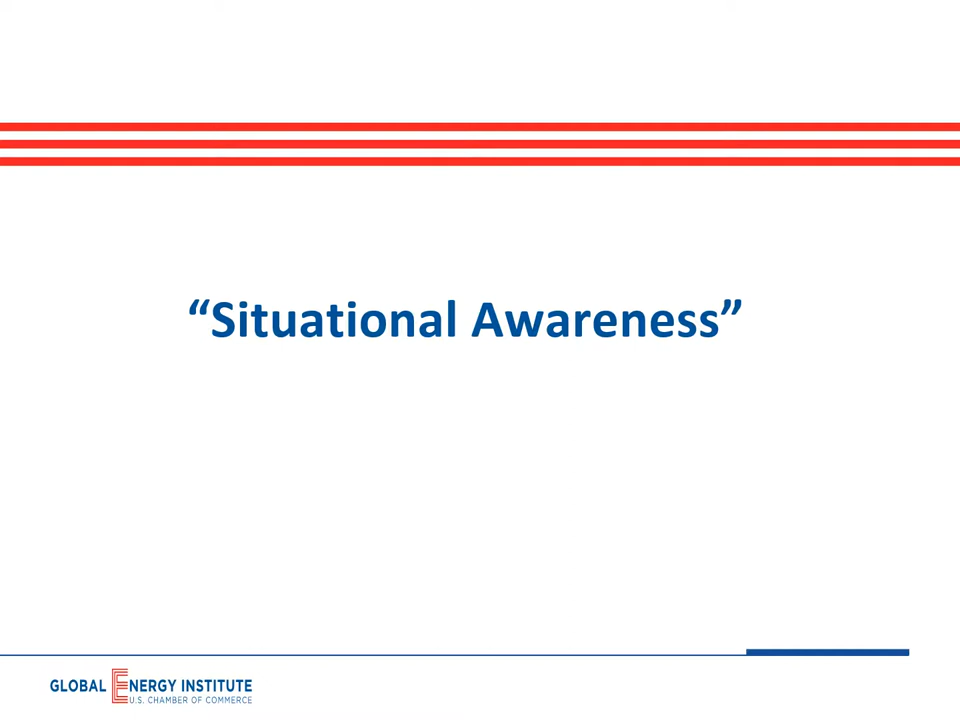 “Situational Awareness”
GLOBAL ENERGY INSTITUTE
U.S. CHAMBER OF COMMERCE